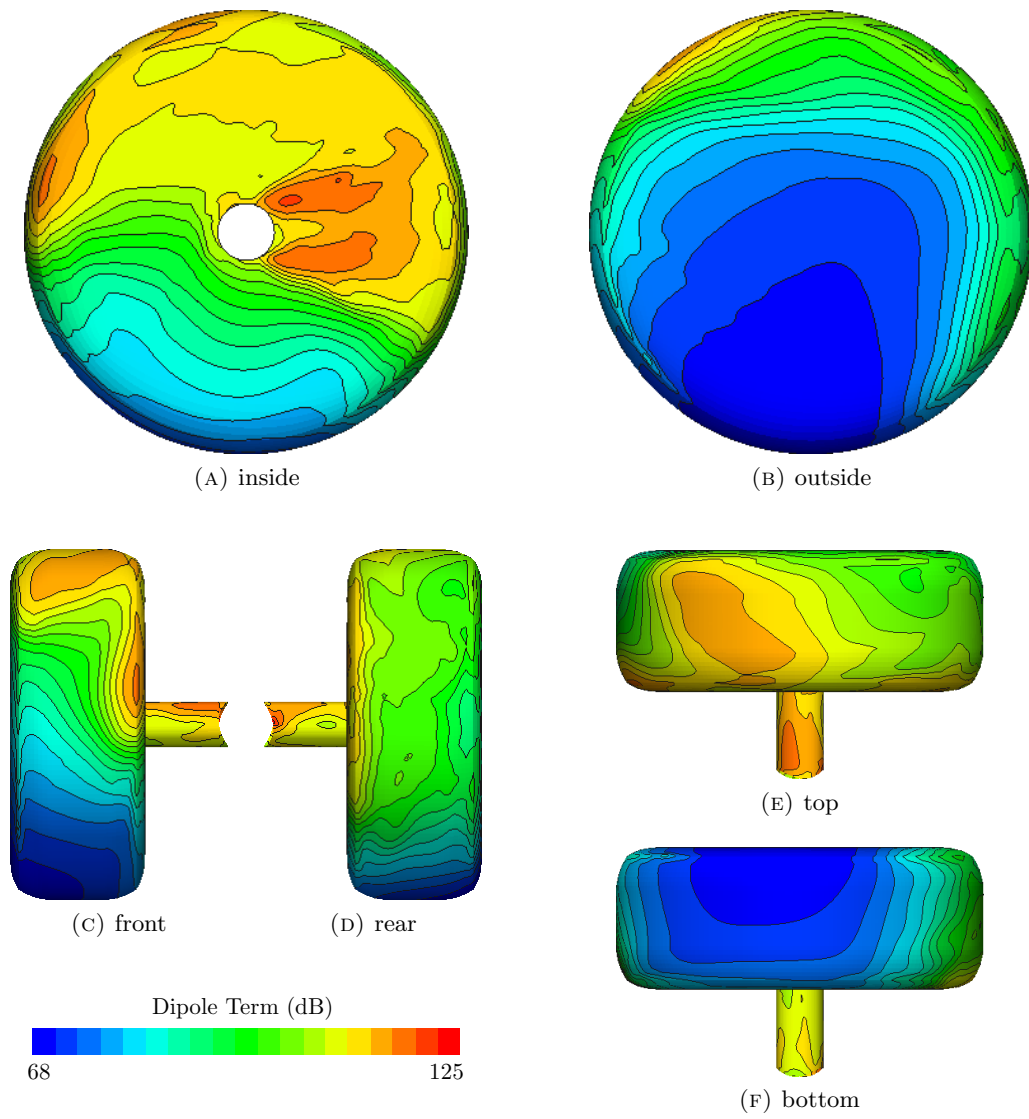 (A) inside
(B) outside
(C) front
(D) rear
(E) top
Dipole Term (dB)
68
125
(F) bottom